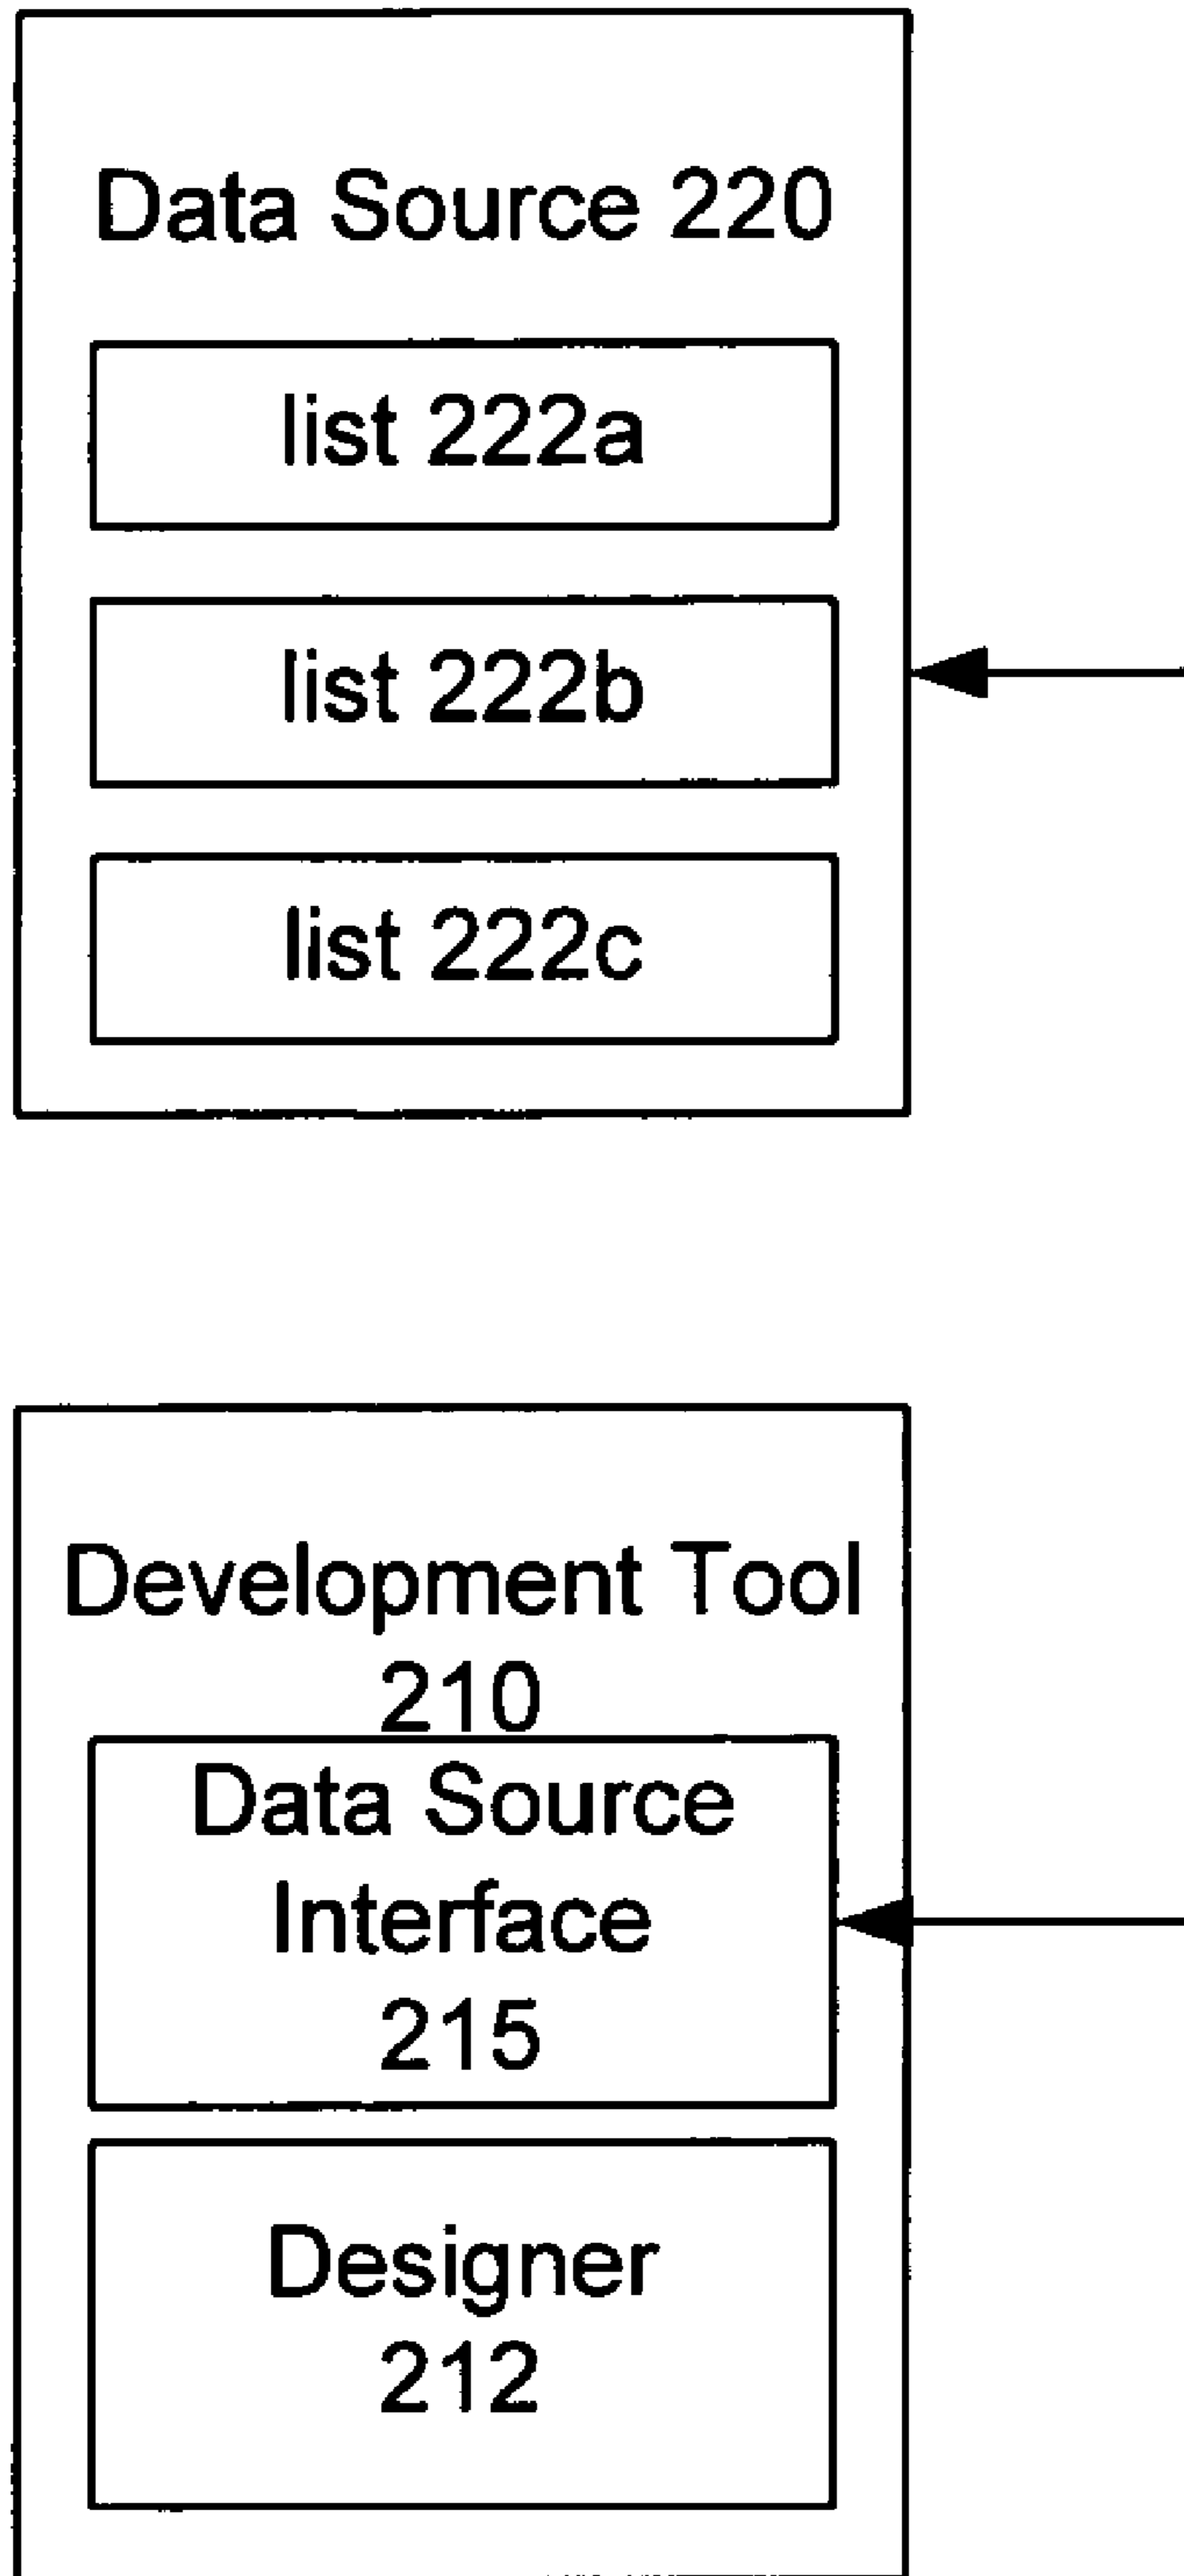 Data Source 220
list 222a
list 222b
list 222c
Development Tool
210
Data Source
Interface
215
Designer
212